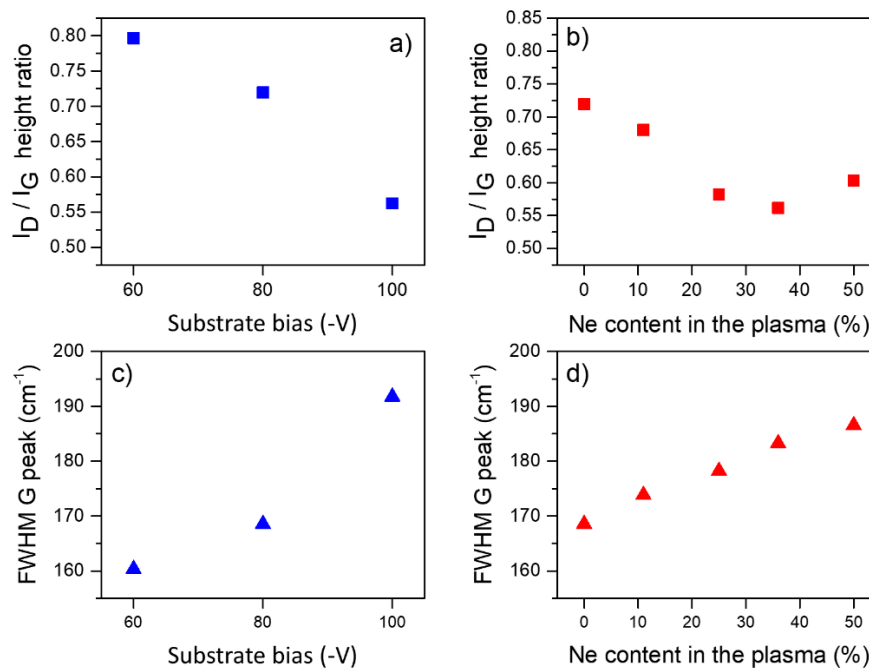 a)
I_D / I_G height ratio
0.80
0.75
0.70
0.65
0.60
0.55
0.50
60 80 100
Substrate bias (-V)
b)
I_D / I_G height ratio
0.85
0.80
0.75
0.70
0.65
0.60
0.55
0.50
0 10 20 30 40 50
Ne content in the plasma (%)
c)
FWHM G peak (cm⁻¹)
200
190
180
170
160
60 80 100
Substrate bias (-V)
d)
FWHM G peak (cm⁻¹)
200
190
180
170
160
0 10 20 30 40 50
Ne content in the plasma (%)